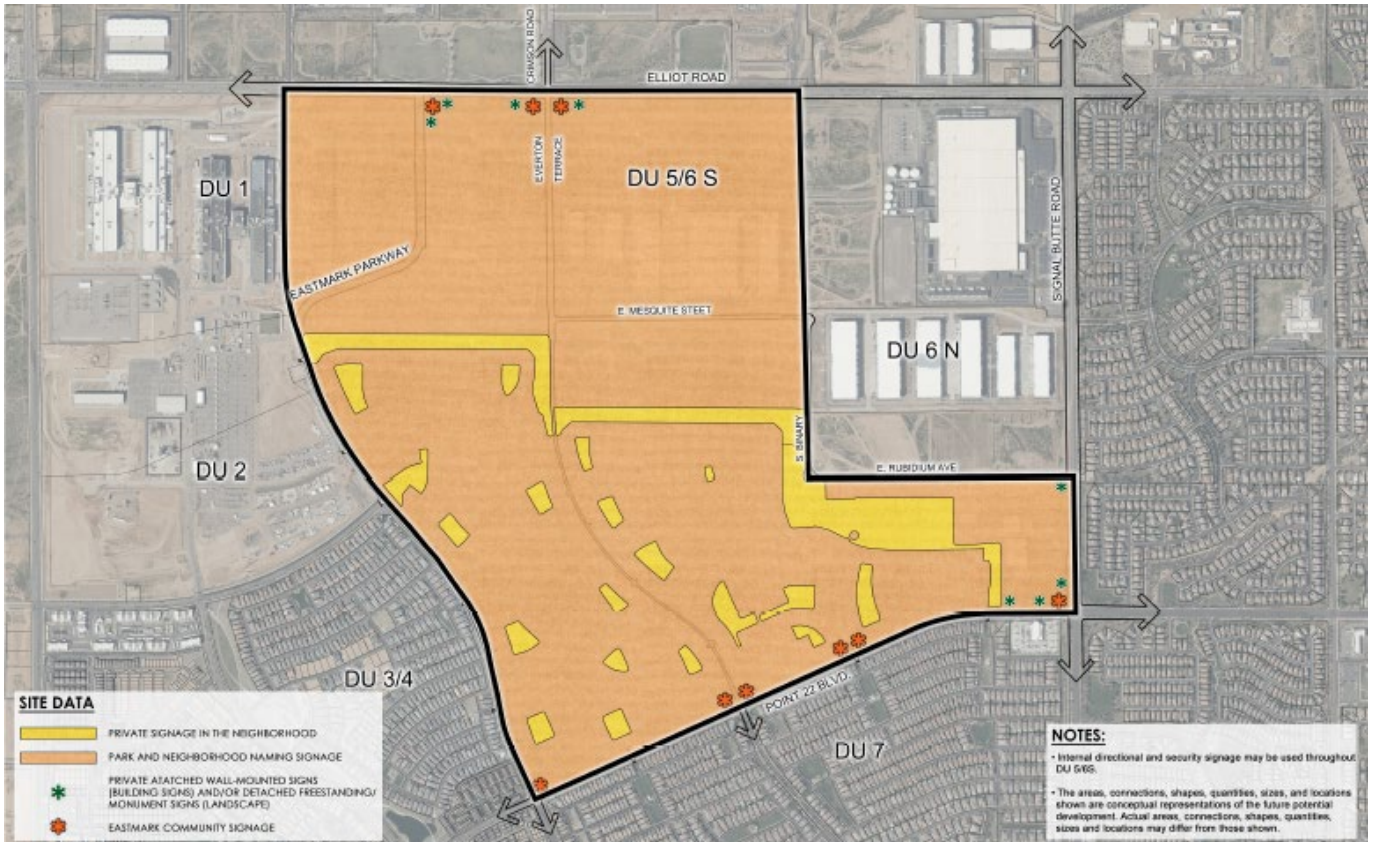 CRIMSON ROAD
ELLIOT ROAD
EVERTON
TERRACE
DU 5/6 S
DU 1
SIGNAL BUTTE ROAD
EASTMARK PARKWAY
E. MESQUITE STEET
DU 6 N
S. BINARY
DU 2
E. RUBIDIUM AVE
DU 3/4
POINT 22 BLVD.
DU 7
SITE DATA
PRIVATE SIGNAGE IN THE NEIGHBORHOOD
PARK AND NEIGHBORHOOD NAMING SIGNAGE
PRIVATE ATATCHED WALL-MOUNTED SIGNS
(BUILDING SIGNS) AND/OR DETACHED FREESTANDING/
MONUMENT SIGNS (LANDSCAPE)
EASTMARK COMMUNITY SIGNAGE
NOTES:
• Internal directional and security signage may be used throughout
DU 5/6S.
• The areas, connections, shapes, quantities, sizes, and locations
shown are conceptual representations of the future potential
development. Actual areas, connections, shapes, quantities,
sizes and locations may differ from those shown.